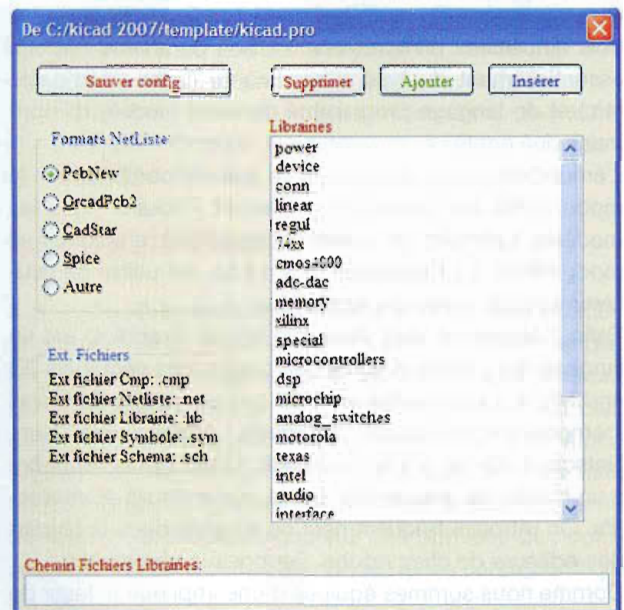 De C:/kicad 2007/template/kicad.pro
Sauver config
Supprimer
Ajouter
Insérer
Formats NetListe
PcbNew
OrcadPcb2
CadStar
Spice
Autre
Ext. Fichiers
Ext fichier Cmp: .cmp
Ext fichier Netliste: .net
Ext fichier Librairie: .lib
Ext fichier Symbole: .sym
Ext fichier Schema: .sch
Librairies
power
device
conn
linear
regul
74xx
cmos4000
adc-dac
memory
xilinx
special
microcontrollers
dsp
microchip
analog_switches
motorola
texas
intel
audio
interface
Chemin Fichiers Librairies: